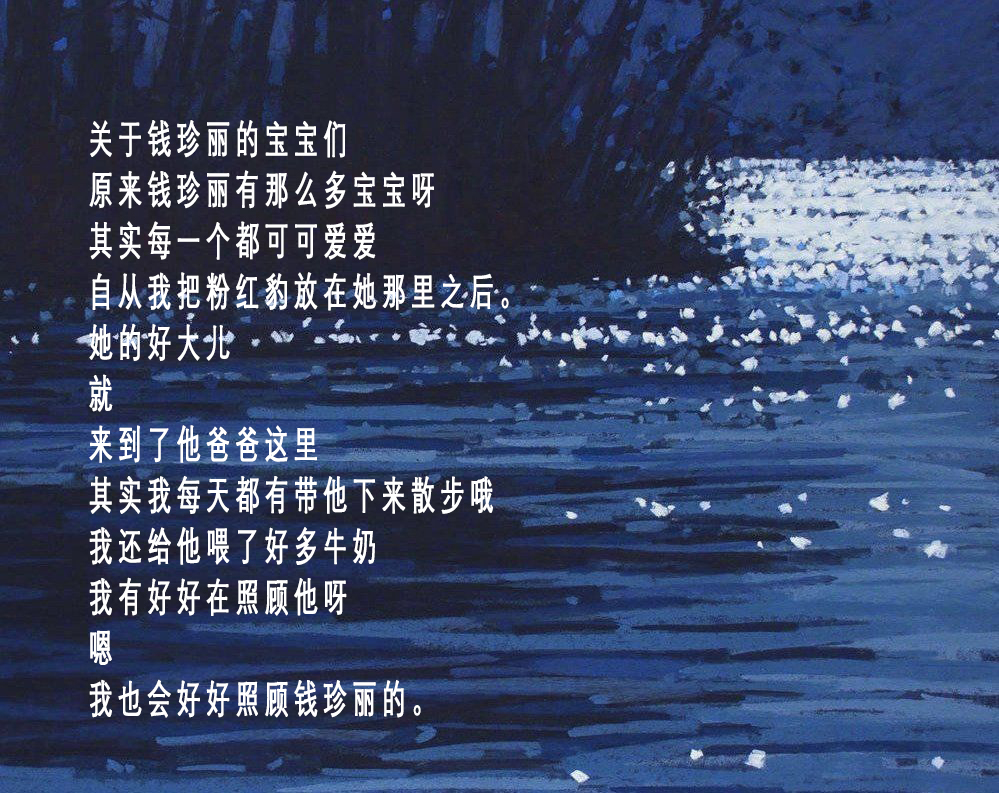 关于钱珍丽的宝宝们
原来钱珍丽有那么多宝宝呀
其实每一个都可可爱爱
自从我把粉红豹放在她那里之后。
她的好大儿
就
来到了他爸爸这里
其实我每天都有带他下来散步哦
我还给他喂了好多牛奶
我有好好在照顾他呀
嗯
我也会好好照顾钱珍丽的。